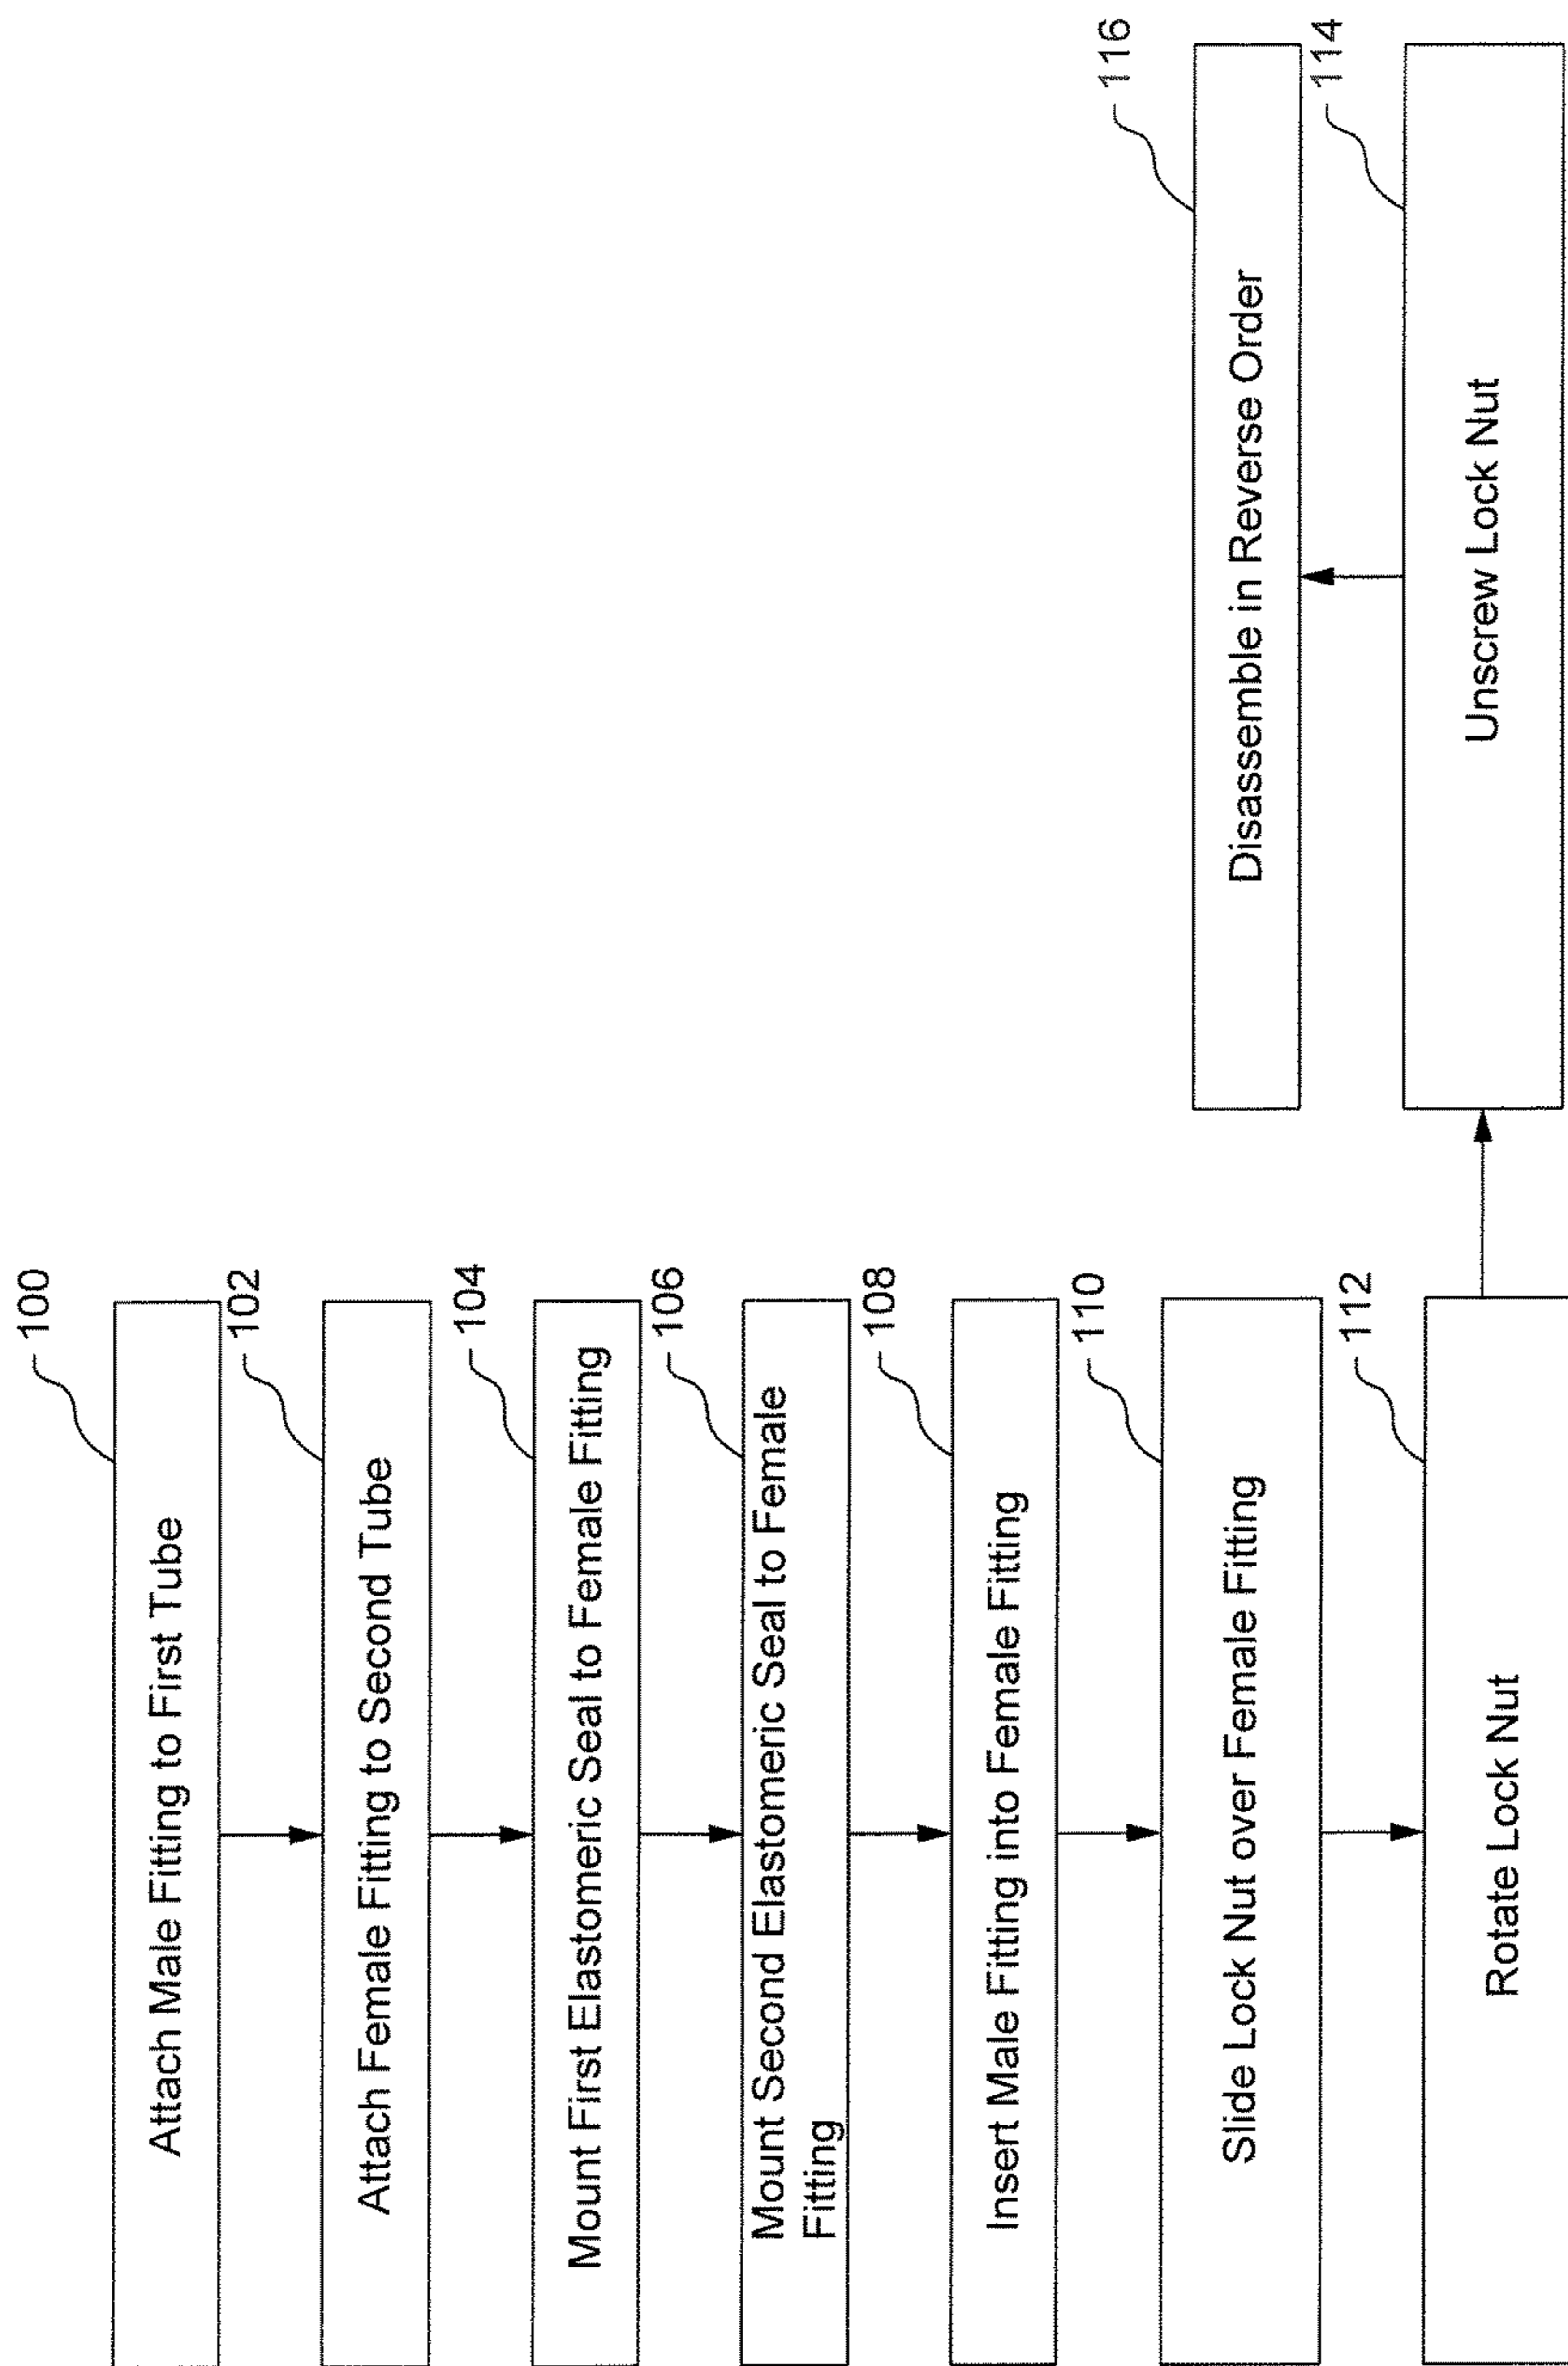 100
Attach Male Fitting to First Tube
102
Attach Female Fitting to Second Tube
104
Mount First Elastomeric Seal to Female Fitting
106
Mount Second Elastomeric Seal to Female
Fitting
108
Insert Male Fitting into Female Fitting
110
Slide Lock Nut over Female Fitting
112
Rotate Lock Nut
114
Unscrew Lock Nut
116
Disassemble in Reverse Order